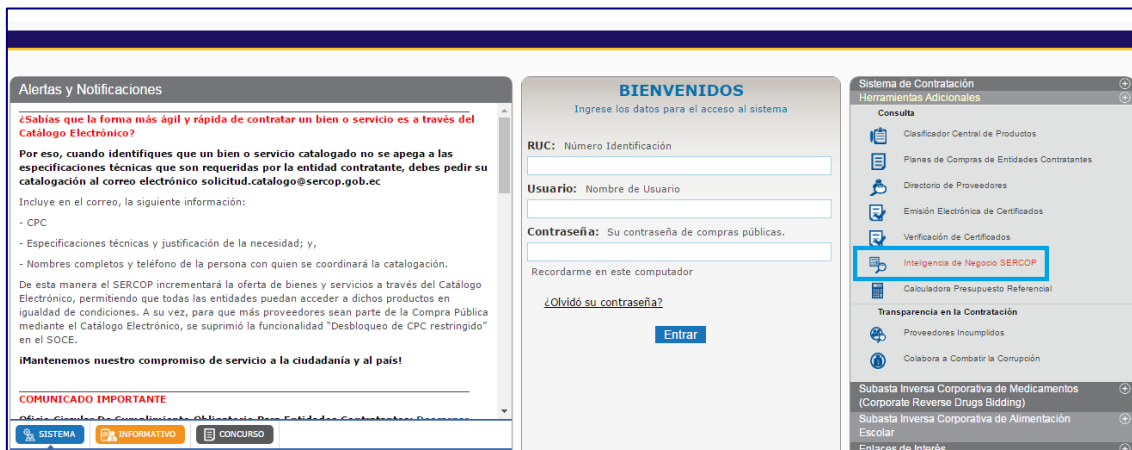 Alertas y Notificaciones
¿Sabías que la forma más ágil y rápida de contratar un bien o servicio es a través del
Catálogo Electrónico?
Por eso, cuando identifiques que un bien o servicio catalogado no se apega a las
especificaciones técnicas que son requeridas por la entidad contratante, debes pedir su
catalogación al correo electrónico solicitud.catalogo@sercop.gob.ec
Incluye en el correo, la siguiente información:
- CPC
- Especificaciones técnicas y justificación de la necesidad; y,
- Nombres completos y teléfono de la persona con quien se coordinará la catalogación.
De esta manera el SERCOP incrementará la oferta de bienes y servicios a través del Catálogo
Electrónico, permitiendo que todas las entidades puedan acceder a dichos productos en
igualdad de condiciones. A su vez, para que más proveedores sean parte de la Compra Pública
mediante el Catálogo Electrónico, se suprimió la funcionalidad "Desbloqueo de CPC restringido"
en el SOCE.
¡Mantenemos nuestro compromiso de servicio a la ciudadanía y al país!
COMUNICADO IMPORTANTE
Oficio Circular De Cumplimiento Obligatorio Para Entidades Contratantes: Descargar
SISTEMA
INFORMATIVO
CONCURSO
BIENVENIDOS
Ingrese los datos para el acceso al sistema
RUC: Número Identificación
Usuario: Nombre de Usuario
Contraseña: Su contraseña de compras públicas.
Recordarme en este computador
¿Olvidó su contraseña?
Entrar
Sistema de Contratación
Herramientas Adicionales
Consulta
Clasificador Central de Productos
Planes de Compras de Entidades Contratantes
Directorio de Proveedores
Emisión Electrónica de Certificados
Verificación de Certificados
Inteligencia de Negocio SERCOP
Calculadora Presupuesto Referencial
Transparencia en la Contratación
Proveedores Incumplidos
Colabora a Combatir la Corrupción
Subasta Inversa Corporativa de Medicamentos
(Corporate Reverse Drugs Bidding)
Subasta Inversa Corporativa de Alimentación
Escolar
Enlaces de Interés